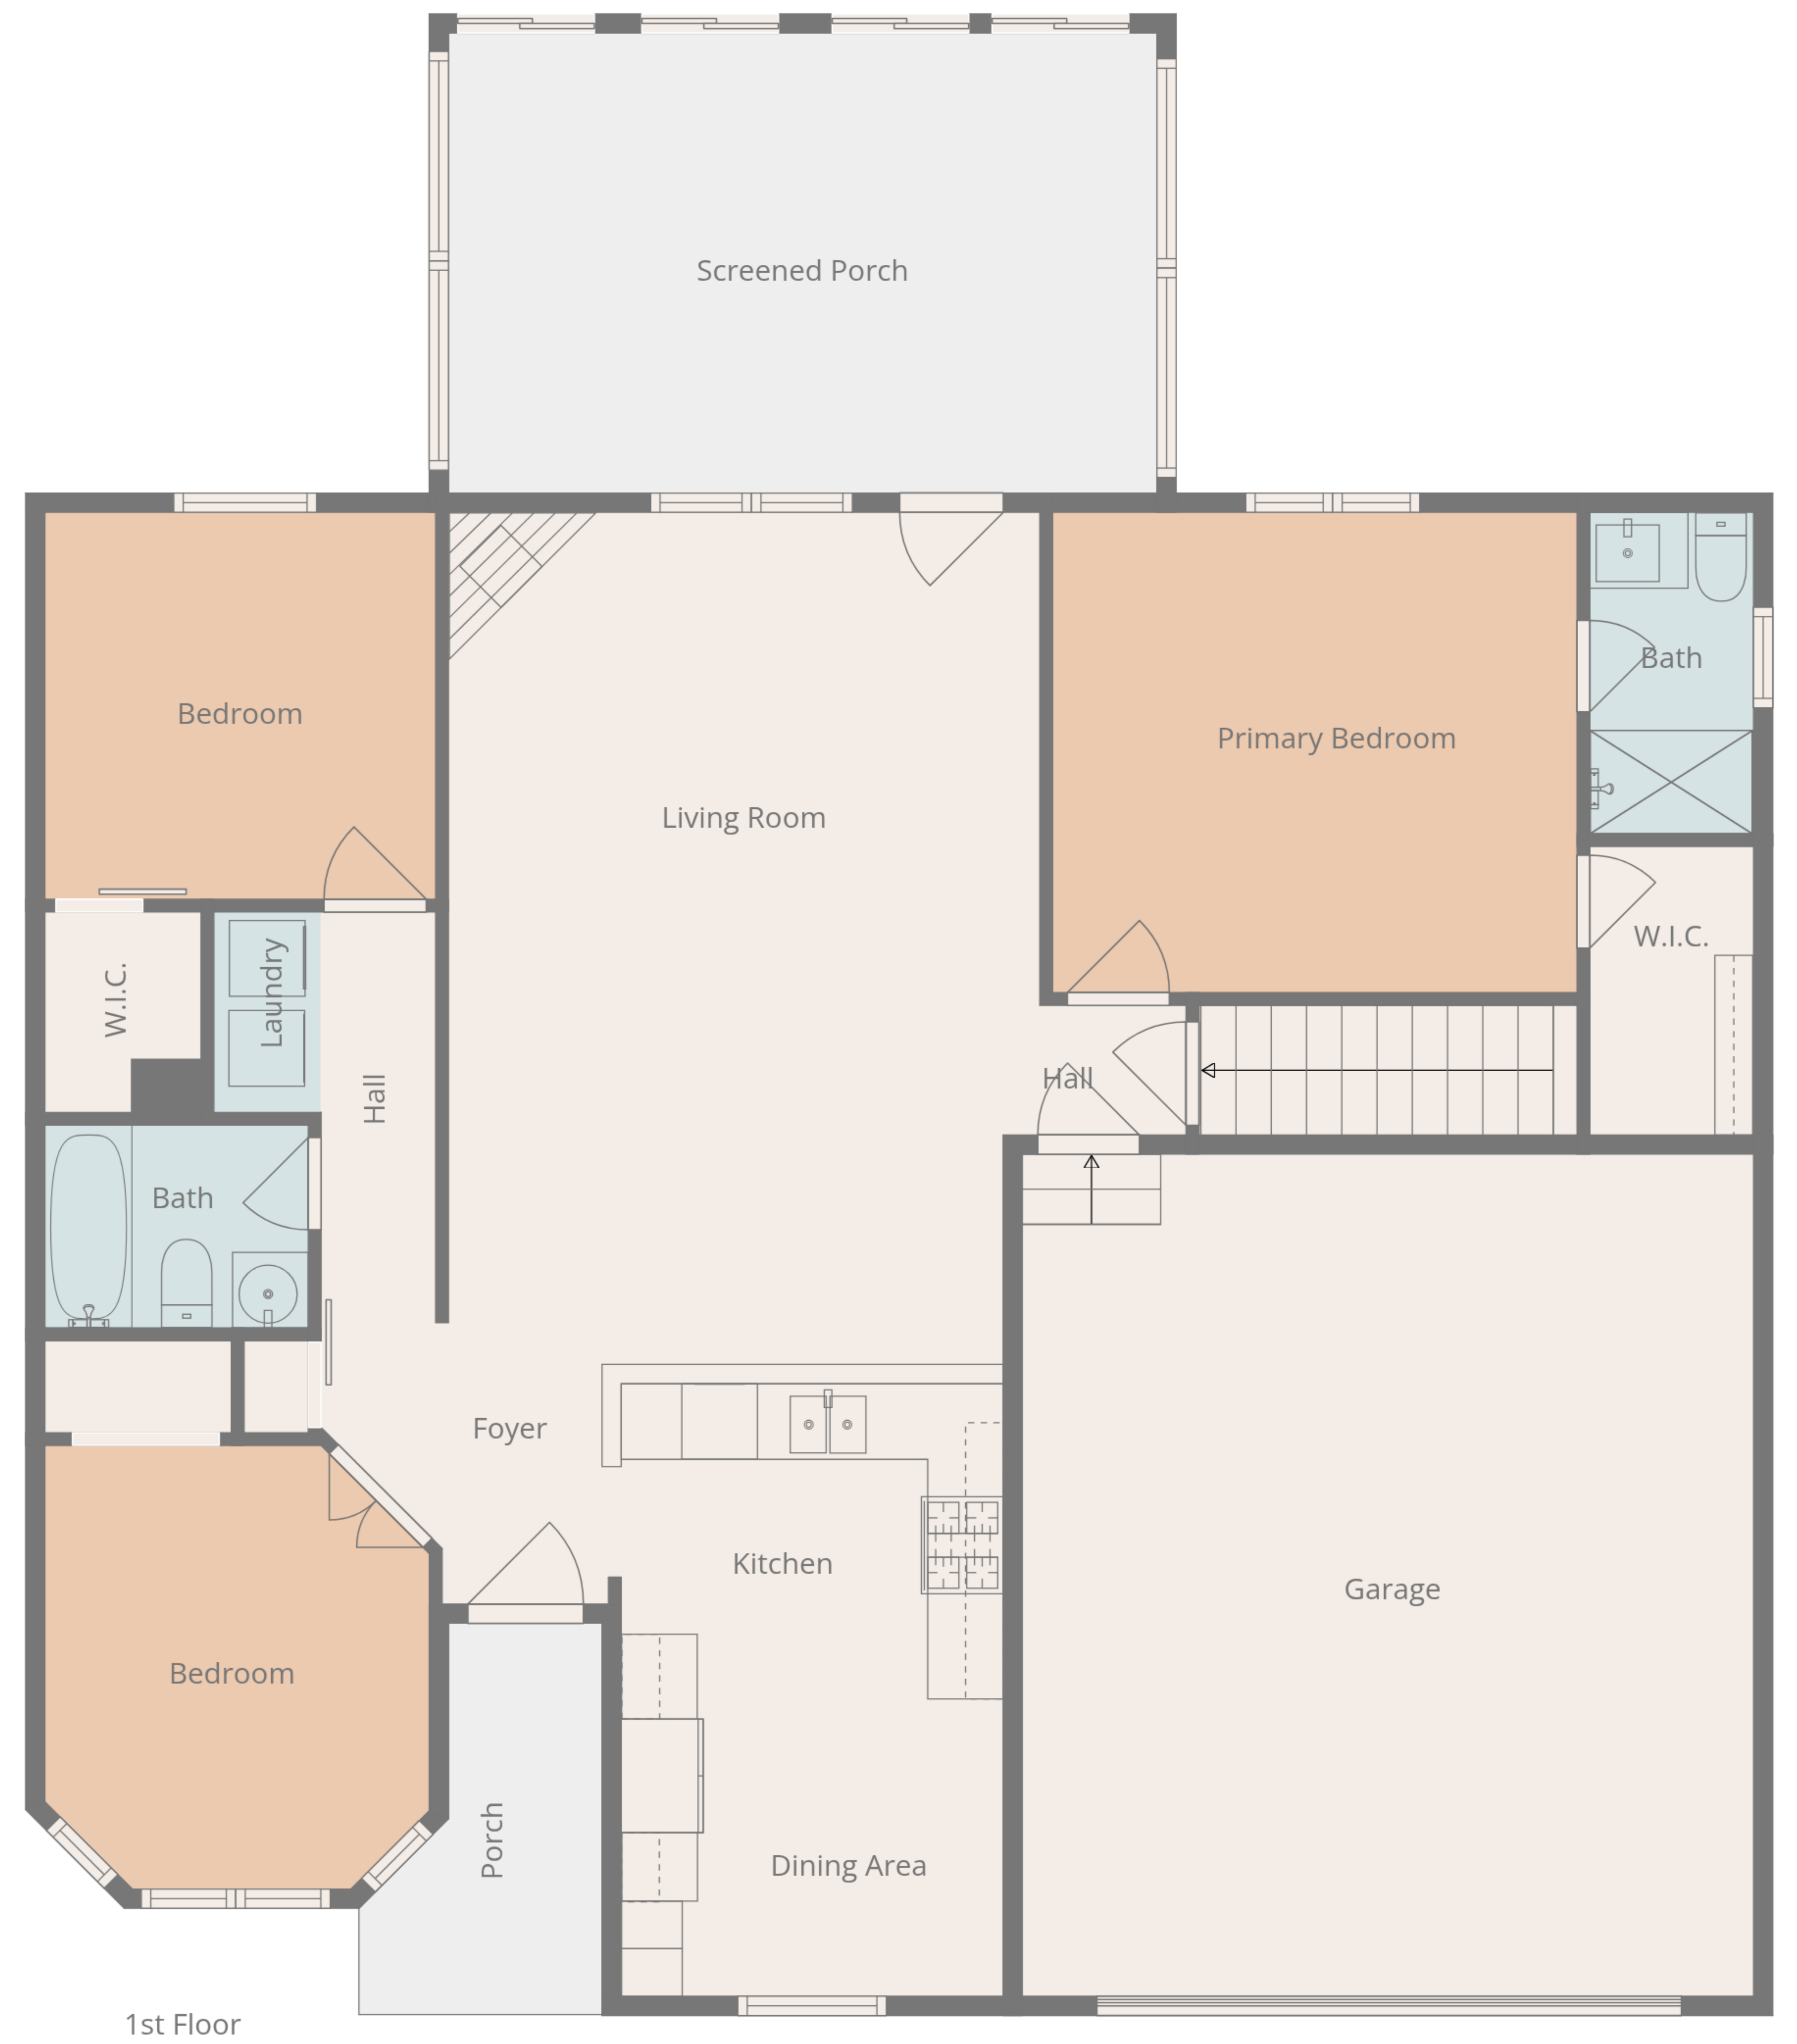 Screened Porch
Bedroom
Bath
Primary Bedroom
Living Room
W.I.C.
W.I.C.
Laundry
Hall
Hall
Bath
Foyer
Kitchen
Garage
Bedroom
Porch
Dining Area
1st Floor